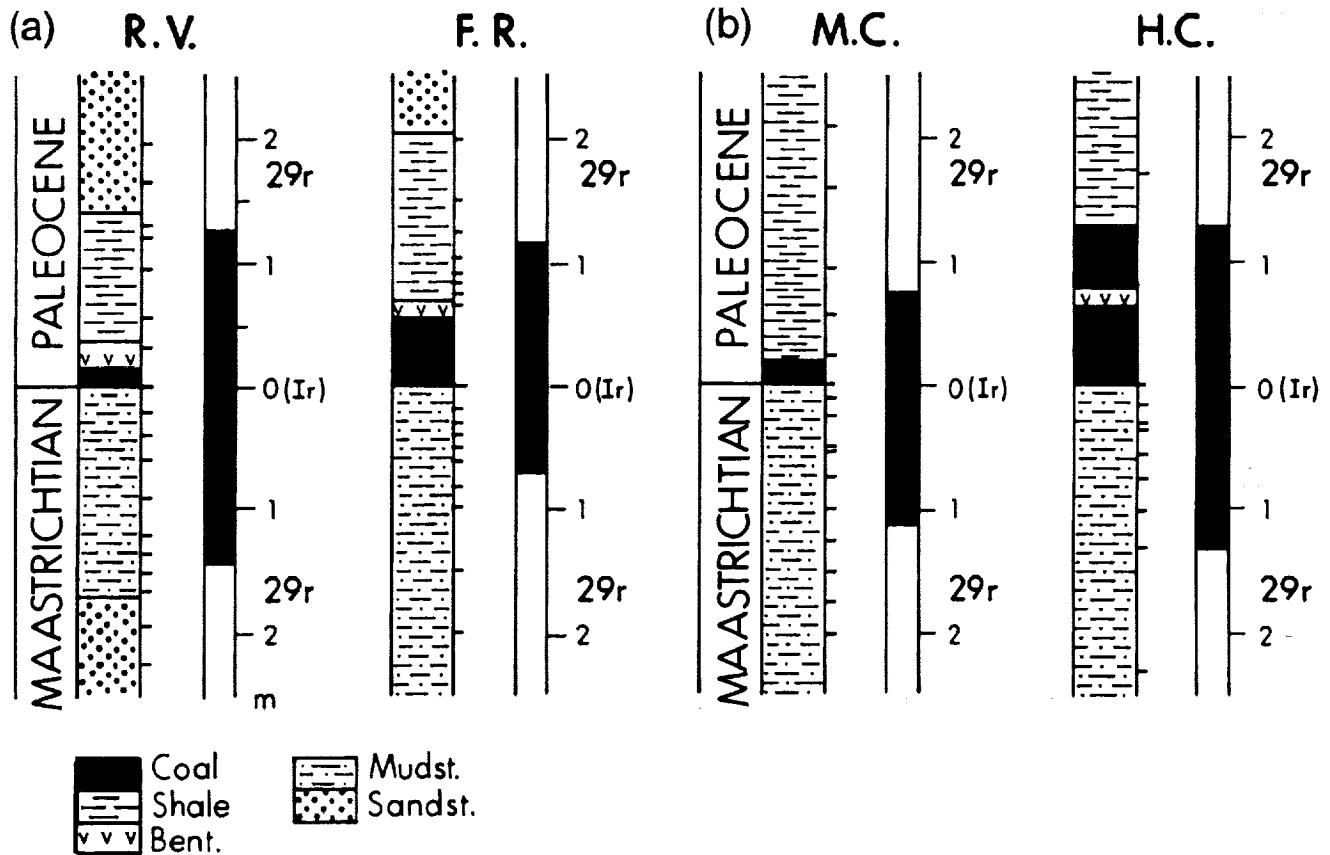 (a) R.V. F.R. (b) M.C. H.C.
PALEOCENE
MAASTRICHTIAN
2
29r
1
0(Ir)
1
29r
2
m
2
29r
1
0(Ir)
1
29r
2
PALEOCENE
MAASTRICHTIAN
2
29r
1
0(Ir)
1
29r
2
2
29r
1
0(Ir)
1
29r
2
Coal
Shale
Bent.
Mudst.
Sandst.